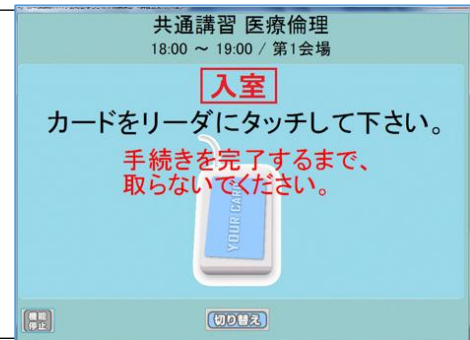 共通講習 医療倫理
18:00 ～ 19:00 / 第1会場
入室
カードをリーダにタッチして下さい。
手続きを完了するまで、
取らないでください。
YOUR CARD
機能
停止
切り替え